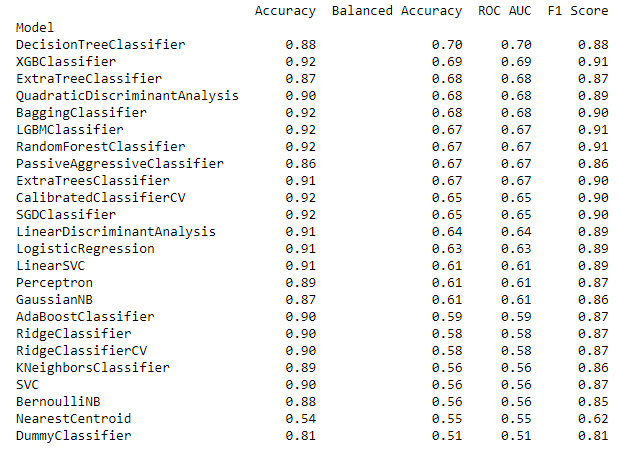 Accuracy Balanced Accuracy ROC AUC F1 Score
Model
DecisionTreeClassifier 0.88 0.70 0.70 0.88
XGBClassifier 0.92 0.69 0.69 0.91
ExtraTreeClassifier 0.87 0.68 0.68 0.87
QuadraticDiscriminantAnalysis 0.90 0.68 0.68 0.89
BaggingClassifier 0.92 0.68 0.68 0.90
LGBMClassifier 0.92 0.67 0.67 0.91
RandomForestClassifier 0.92 0.67 0.67 0.91
PassiveAggressiveClassifier 0.86 0.67 0.67 0.86
ExtraTreesClassifier 0.91 0.67 0.67 0.90
CalibratedClassifierCV 0.92 0.65 0.65 0.90
SGDClassifier 0.92 0.65 0.65 0.90
LinearDiscriminantAnalysis 0.91 0.64 0.64 0.89
LogisticRegression 0.91 0.63 0.63 0.89
LinearSVC 0.91 0.61 0.61 0.89
Perceptron 0.89 0.61 0.61 0.87
GaussianNB 0.87 0.61 0.61 0.86
AdaBoostClassifier 0.90 0.59 0.59 0.87
RidgeClassifier 0.90 0.58 0.58 0.87
RidgeClassifierCV 0.90 0.58 0.58 0.87
KNeighborsClassifier 0.89 0.56 0.56 0.86
SVC 0.90 0.56 0.56 0.87
BernoulliNB 0.88 0.56 0.56 0.85
NearestCentroid 0.54 0.55 0.55 0.62
DummyClassifier 0.81 0.51 0.51 0.81